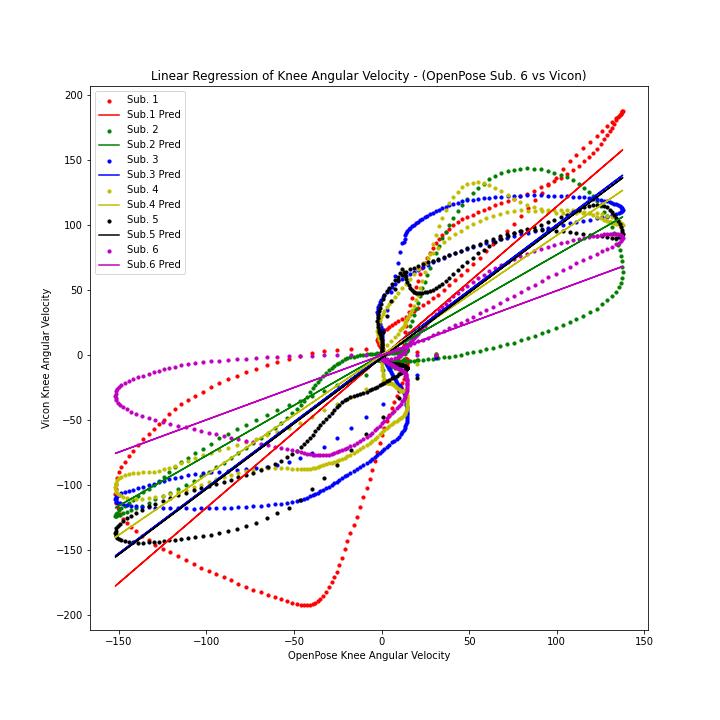 Linear Regression of Knee Angular Velocity - (OpenPose Sub. 6 vs Vicon)
Sub. 1
Sub.1 Pred
Sub. 2
Sub.2 Pred
Sub. 3
Sub.3 Pred
Sub. 4
Sub.4 Pred
Sub. 5
Sub.5 Pred
Sub. 6
Sub.6 Pred
Vicon Knee Angular Velocity
200
150
100
50
0
−50
−100
−150
−200
−150
−100
−50
0
50
100
150
OpenPose Knee Angular Velocity